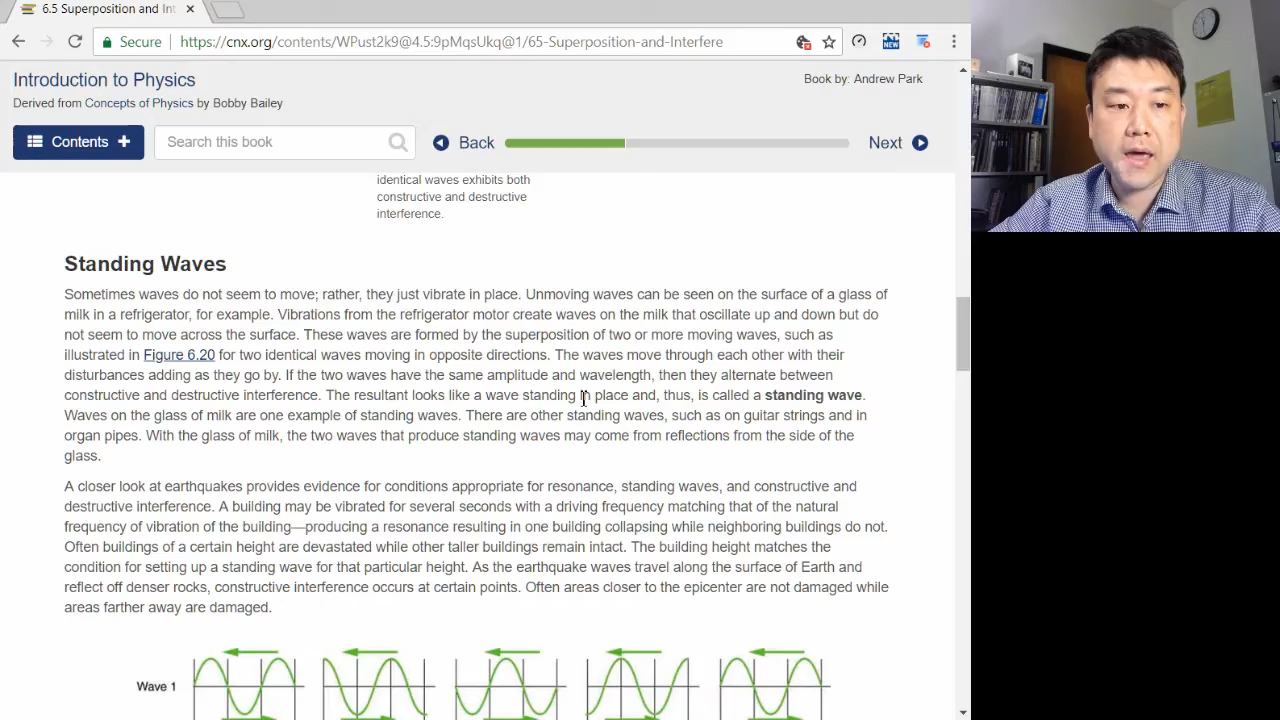 6.5 Superposition and Int
Secure
https://cnx.org/contents/WPust2k9@4.5:9pMqsUkq@1/65-Superposition-and-Interfere
NEW
Introduction to Physics
Book by: Andrew Park
Derived from Concepts of Physics by Bobby Bailey
Contents +
Search this book
Back
Next
identical waves exhibits both
constructive and destructive
interference.
Standing Waves
Sometimes waves do not seem to move; rather, they just vibrate in place. Unmoving waves can be seen on the surface of a glass of
milk in a refrigerator, for example. Vibrations from the refrigerator motor create waves on the milk that oscillate up and down but do
not seem to move across the surface. These waves are formed by the superposition of two or more moving waves, such as
illustrated in Figure 6.20 for two identical waves moving in opposite directions. The waves move through each other with their
disturbances adding as they go by. If the two waves have the same amplitude and wavelength, then they alternate between
constructive and destructive interference. The resultant looks like a wave standing in place and, thus, is called a standing wave.
Waves on the glass of milk are one example of standing waves. There are other standing waves, such as on guitar strings and in
organ pipes. With the glass of milk, the two waves that produce standing waves may come from reflections from the side of the
glass.
A closer look at earthquakes provides evidence for conditions appropriate for resonance, standing waves, and constructive and
destructive interference. A building may be vibrated for several seconds with a driving frequency matching that of the natural
frequency of vibration of the building—producing a resonance resulting in one building collapsing while neighboring buildings do not.
Often buildings of a certain height are devastated while other taller buildings remain intact. The building height matches the
condition for setting up a standing wave for that particular height. As the earthquake waves travel along the surface of Earth and
reflect off denser rocks, constructive interference occurs at certain points. Often areas closer to the epicenter are not damaged while
areas farther away are damaged.
Wave 1